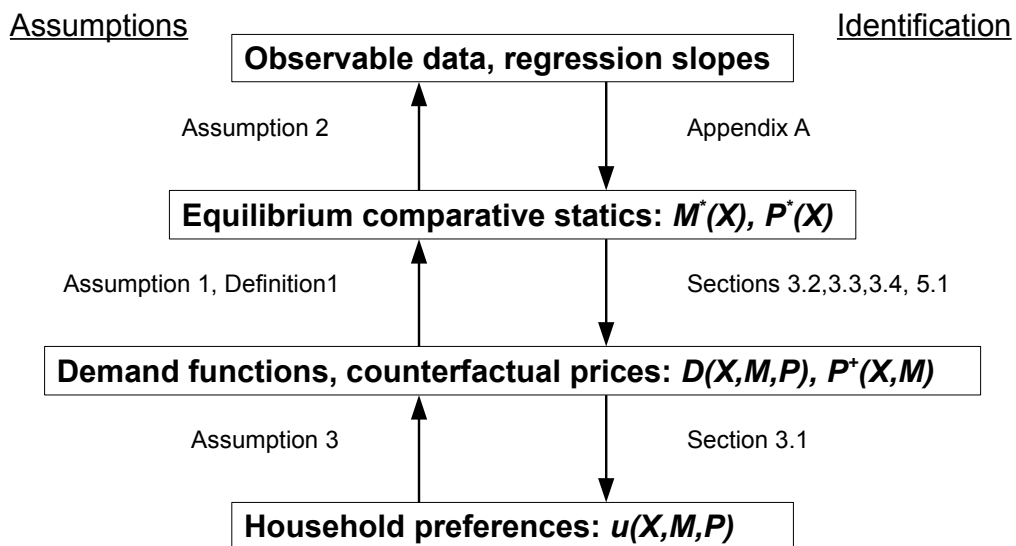 Assumptions
Identification
Observable data, regression slopes
Assumption 2
Appendix A
Equilibrium comparative statics: M*(X), P*(X)
Assumption 1, Definition1
Sections 3.2,3.3,3.4, 5.1
Demand functions, counterfactual prices: D(X,M,P), P⁺(X,M)
Assumption 3
Section 3.1
Household preferences: u(X,M,P)